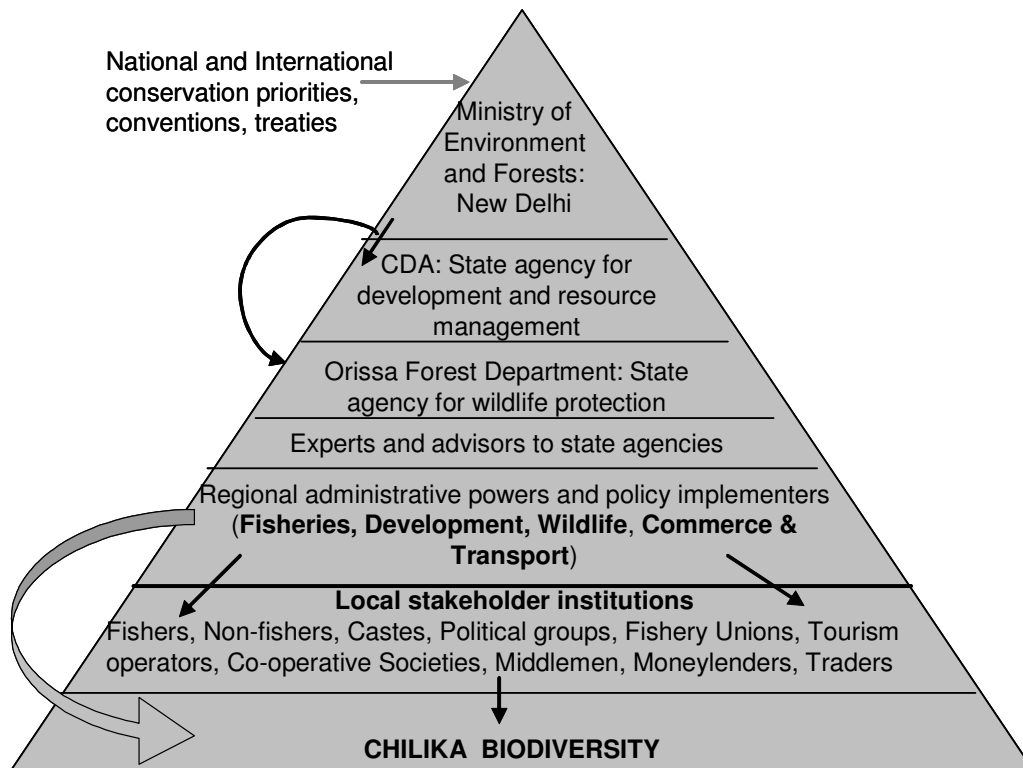 National and International
conservation priorities,
conventions, treaties
Ministry of
Environment
and Forests:
New Delhi
CDA: State agency for
development and resource
management
Orissa Forest Department: State
agency for wildlife protection
Experts and advisors to state agencies
Regional administrative powers and policy implementers
(Fisheries, Development, Wildlife, Commerce &
Transport)
Local stakeholder institutions
Fishers, Non-fishers, Castes, Political groups, Fishery Unions, Tourism
operators, Co-operative Societies, Middlemen, Moneylenders, Traders
CHILIKA BIODIVERSITY